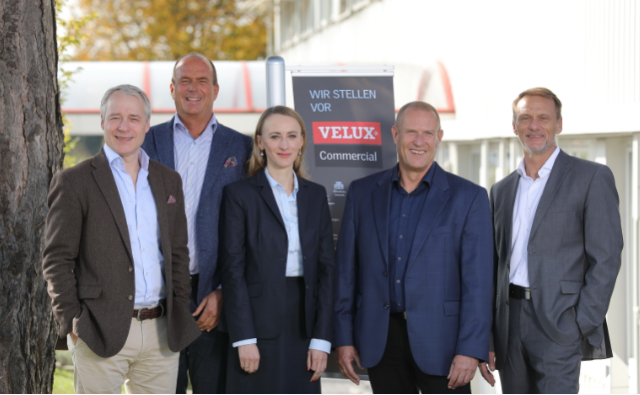 WIR STELLEN
VOR
VELUX
Commercial